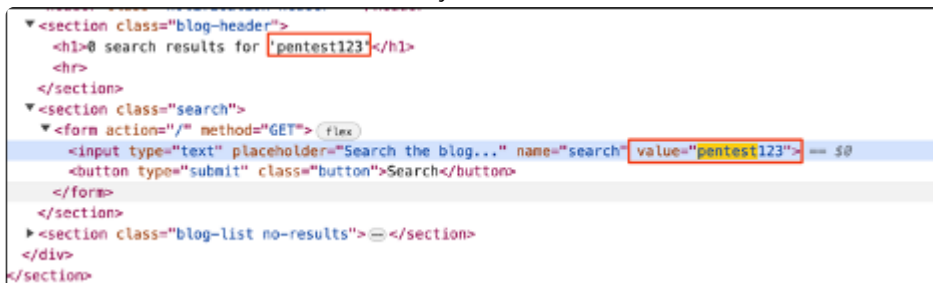 ▼<section class="blog-header">
<h1>0 search results for 'pentest123'</h1>
<hr>
</section>
▼<section class="search">
▼<form action="/" method="GET"> flex
<input type="text" placeholder="Search the blog..." name="search" value="pentest123"> == $0
<button type="submit" class="button">Search</button>
</form>
</section>
▶<section class="blog-list no-results">…</section>
</div>
</section>